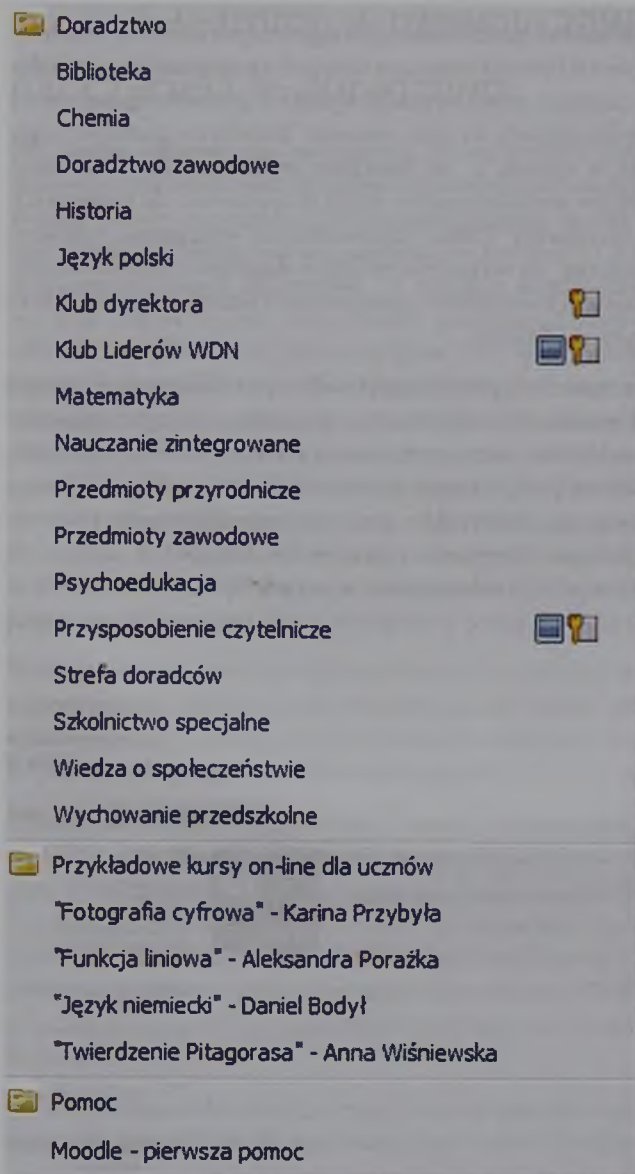 Doradztwo
Biblioteka
Chemia
Doradztwo zawodowe
Historia
Język polski
Klub dyrektora
Klub Liderów WDN
Matematyka
Nauczanie zintegrowane
Przedmioty przyrodnicze
Przedmioty zawodowe
Psychoedukacja
Przysposobienie czytelnicze
Strefa doradców
Szkolnictwo specjalne
Wiedza o społeczeństwie
Wychowanie przedszkolne
Przykładowe kursy on-line dla ucznów
"Fotografia cyfrowa" - Karina Przybyła
"Funkcja liniowa" - Aleksandra Porażka
"Język niemiecki" - Daniel Bodył
"Twierdzenie Pitagorasa" - Anna Wiśniewska
Pomoc
Moodle - pierwsza pomoc